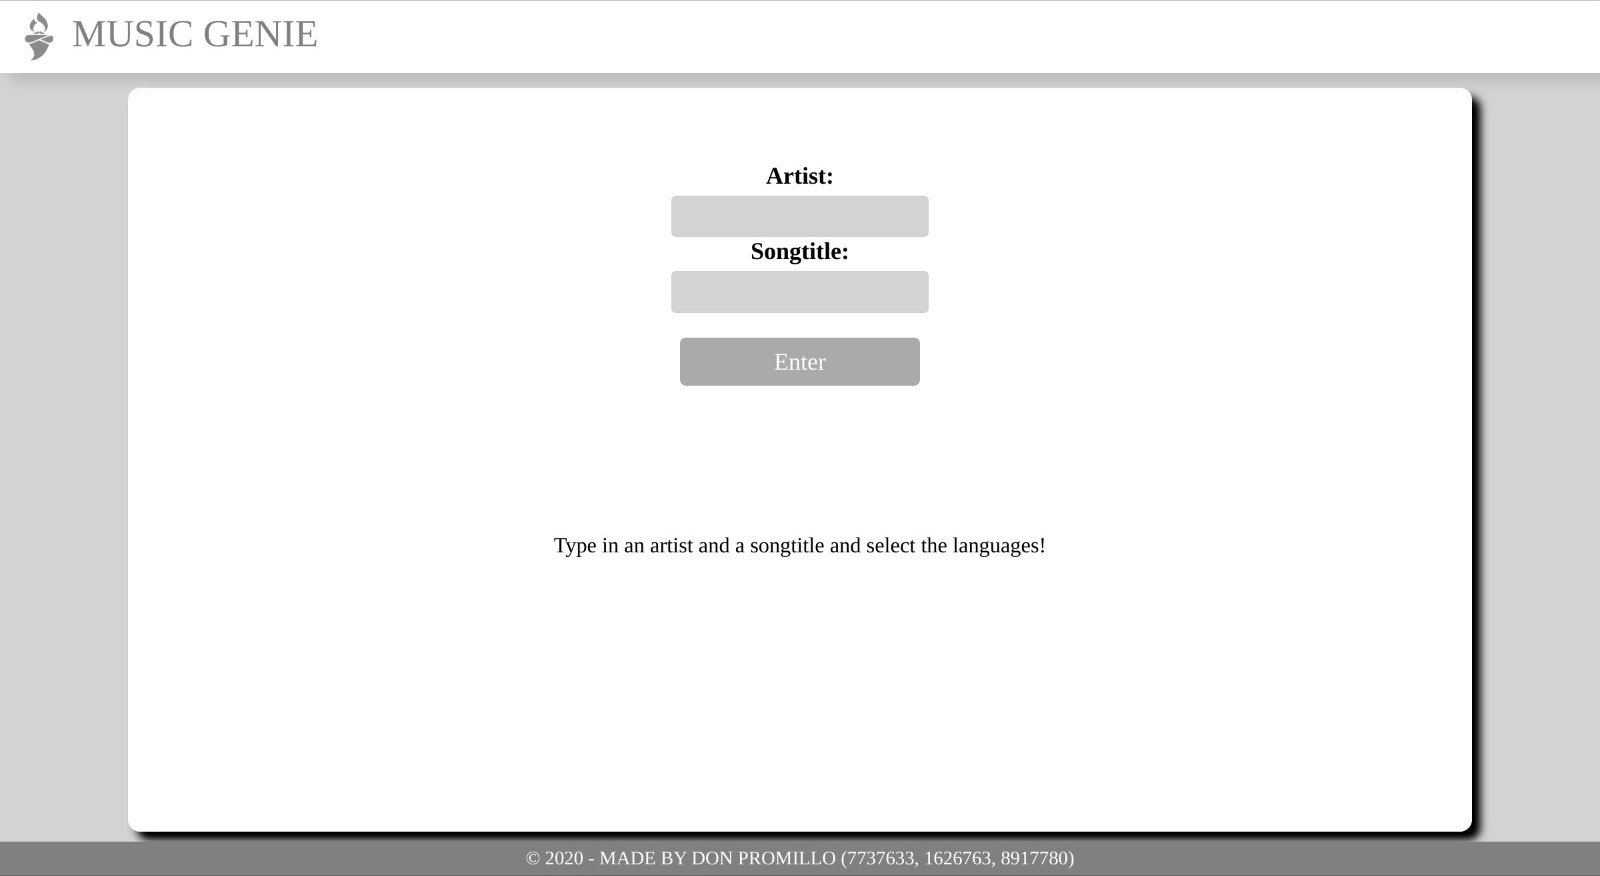 MUSIC GENIE
Artist:
Songtitle:
Enter
Type in an artist and a songtitle and select the languages!
© 2020 - MADE BY DON PROMILLO (7737633, 1626763, 8917780)